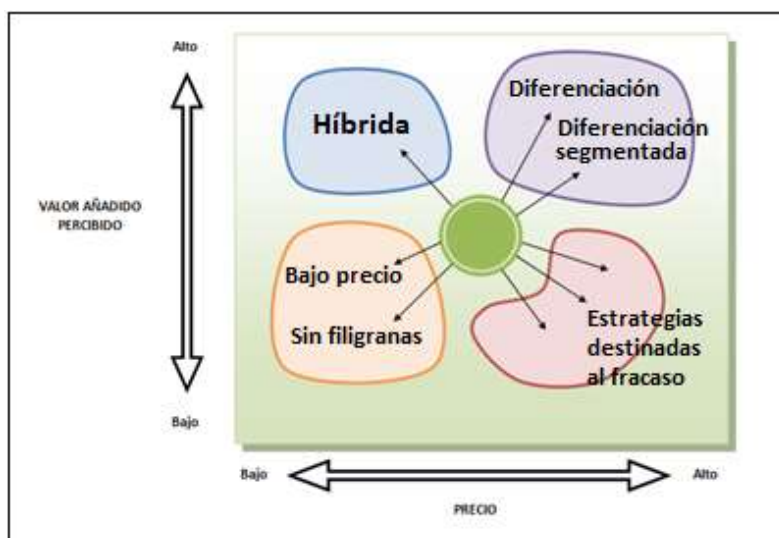 Alto
Diferenciación
Híbrida
Diferenciación
segmentada
VALOR AÑADIDO
PERCIBIDO
Bajo precio
Sin filigranas
Estrategias
destinadas
al fracaso
Bajo
Bajo
Alto
PRECIO